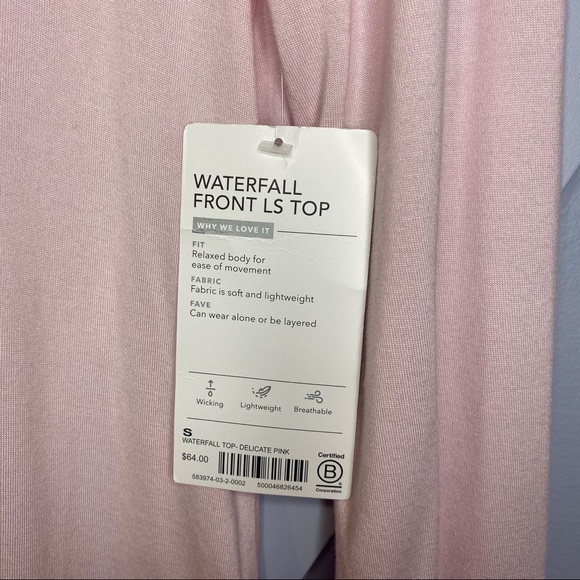 WATERFALL
FRONT LS TOP
WHY WE LOVE IT
FIT
Relaxed body for
ease of movement
FABRIC
Fabric is soft and lightweight
FAVE
Can wear alone or be layered
Wicking Lightweight Breathable
S
WATERFALL TOP- DELICATE PINK
$64.00
583974-03-2-0002 500046826454
Certified
B
Corporation